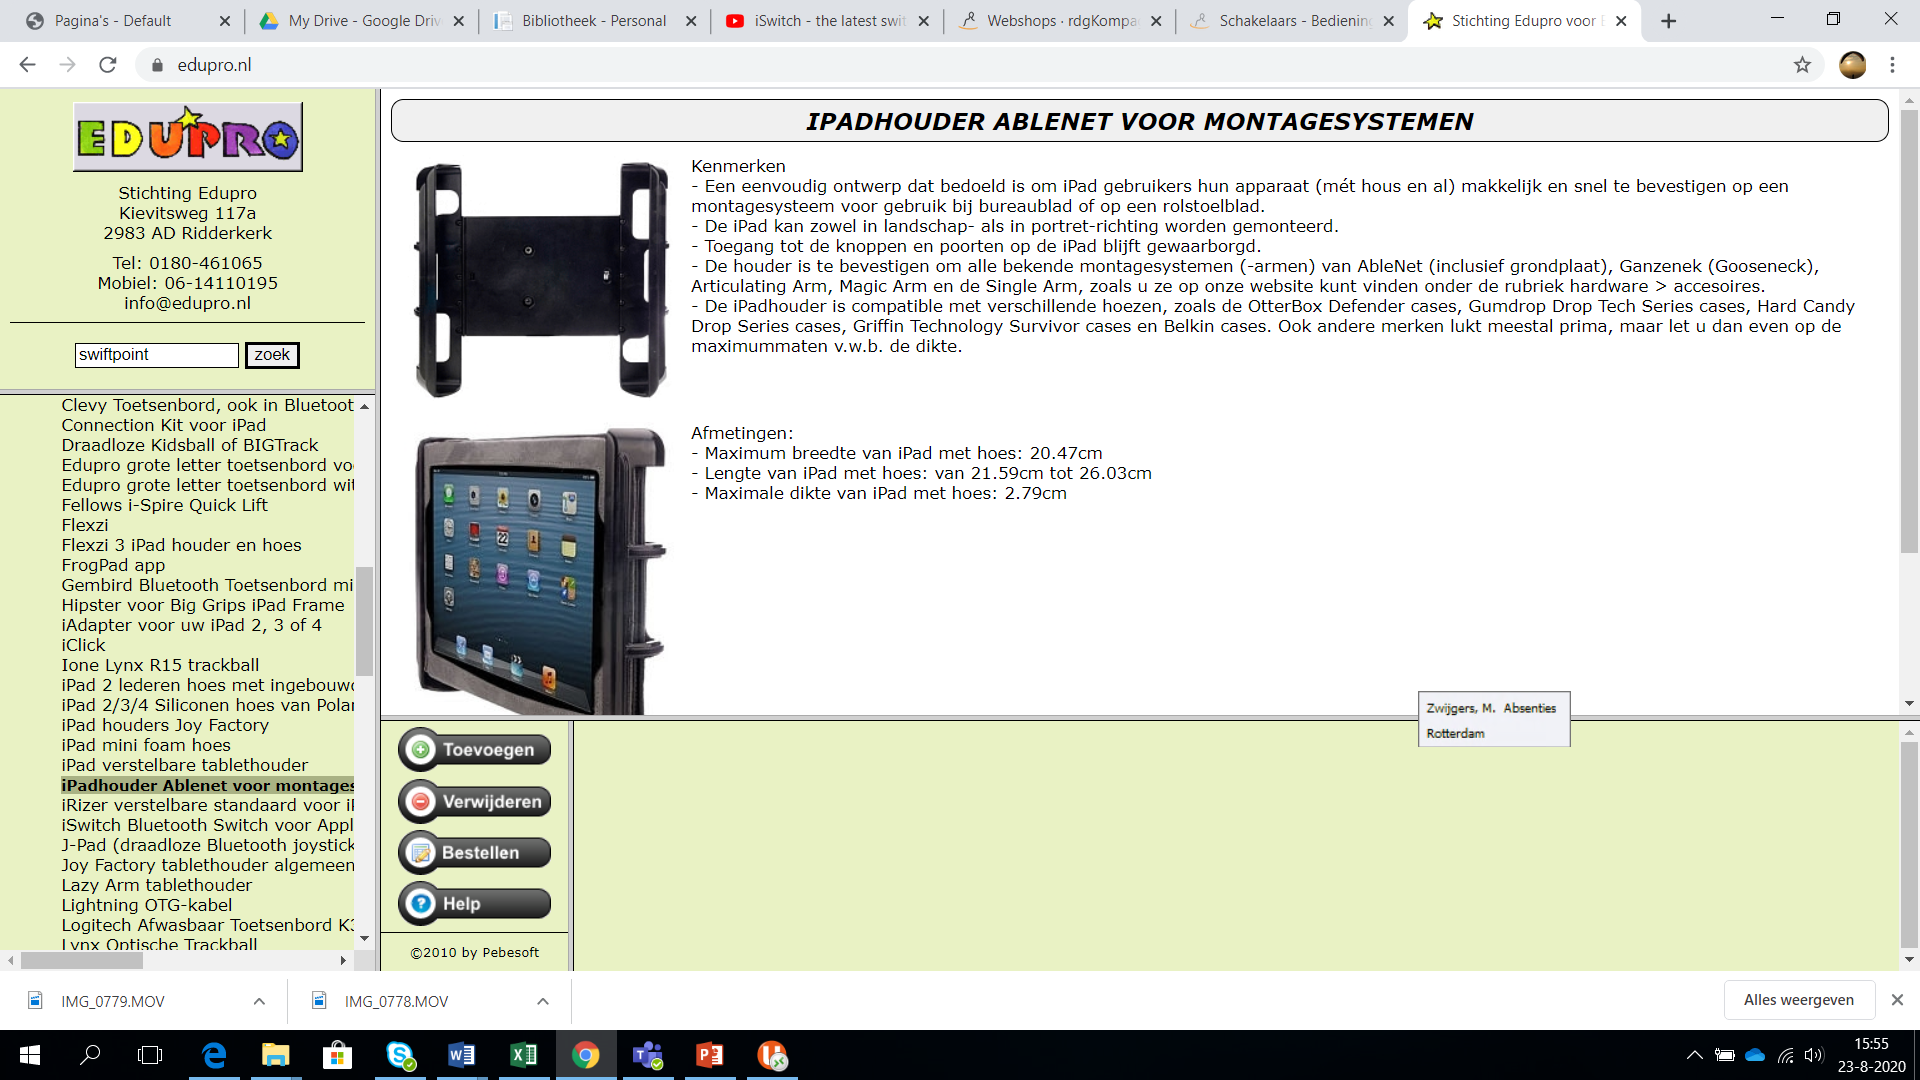 Pagina's - Default
My Drive - Google Driv
Bibliotheek - Personal
iSwitch - the latest swit
Webshops · rdgKompa
Schakelaars - Bediening
Stichting Edupro voor E
edupro.nl
EDUPRO
Stichting Edupro
Kievitsweg 117a
2983 AD Ridderkerk
Tel: 0180-461065
Mobiel: 06-14110195
info@edupro.nl
swiftpoint
zoek
Clevy Toetsenbord, ook in Bluetoot
Connection Kit voor iPad
Draadloze Kidsball of BIGTrack
Edupro grote letter toetsenbord vo
Edupro grote letter toetsenbord wit
Fellows i-Spire Quick Lift
Flexzi
Flexzi 3 iPad houder en hoes
FrogPad app
Gembird Bluetooth Toetsenbord mi
Hipster voor Big Grips iPad Frame
iAdapter voor uw iPad 2, 3 of 4
iClick
Ione Lynx R15 trackball
iPad 2 lederen hoes met ingebouwd
iPad 2/3/4 Siliconen hoes van Polar
iPad houders Joy Factory
iPad mini foam hoes
iPad verstelbare tablethouder
iPadhouder Ablenet voor montages
iRizer verstelbare standaard voor iP
iSwitch Bluetooth Switch voor Appl
J-Pad (draadloze Bluetooth joystick
Joy Factory tablethouder algemeen
Lazy Arm tablethouder
Lightning OTG-kabel
Logitech Afwasbaar Toetsenbord K3
Lynx Optische Trackball
IPADHOUDER ABLENET VOOR MONTAGESYSTEMEN
Kenmerken
- Een eenvoudig ontwerp dat bedoeld is om iPad gebruikers hun apparaat (mét hous en al) makkelijk en snel te bevestigen op een
montagesysteem voor gebruik bij bureaublad of op een rolstoelblad.
- De iPad kan zowel in landschap- als in portret-richting worden gemonteerd.
- Toegang tot de knoppen en poorten op de iPad blijft gewaarborgd.
- De houder is te bevestigen om alle bekende montagesystemen (-armen) van AbleNet (inclusief grondplaat), Ganzenek (Gooseneck),
Articulating Arm, Magic Arm en de Single Arm, zoals u ze op onze website kunt vinden onder de rubriek hardware > accesoires.
- De iPadhouder is compatible met verschillende hoezen, zoals de OtterBox Defender cases, Gumdrop Drop Tech Series cases, Hard Candy
Drop Series cases, Griffin Technology Survivor cases en Belkin cases. Ook andere merken lukt meestal prima, maar let u dan even op de
maximummaten v.w.b. de dikte.
Afmetingen:
- Maximum breedte van iPad met hoes: 20.47cm
- Lengte van iPad met hoes: van 21.59cm tot 26.03cm
- Maximale dikte van iPad met hoes: 2.79cm
Zwijgers, M. Absenties
Rotterdam
Toevoegen
Verwijderen
Bestellen
Help
©2010 by Pebesoft
IMG_0779.MOV
IMG_0778.MOV
Alles weergeven
15:55
23-8-2020